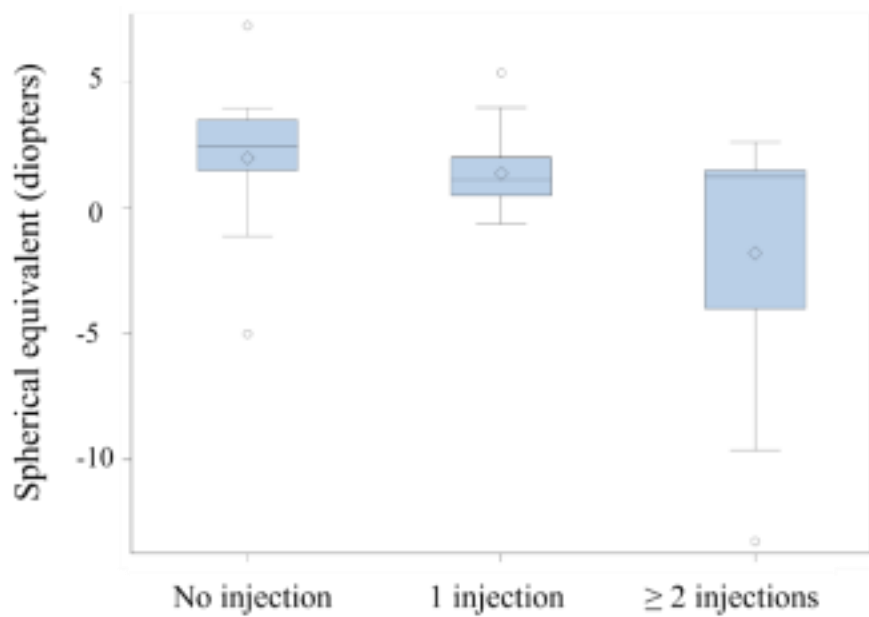 Spherical equivalent (diopters)
5
0
-5
-10
No injection
1 injection
≥ 2 injections